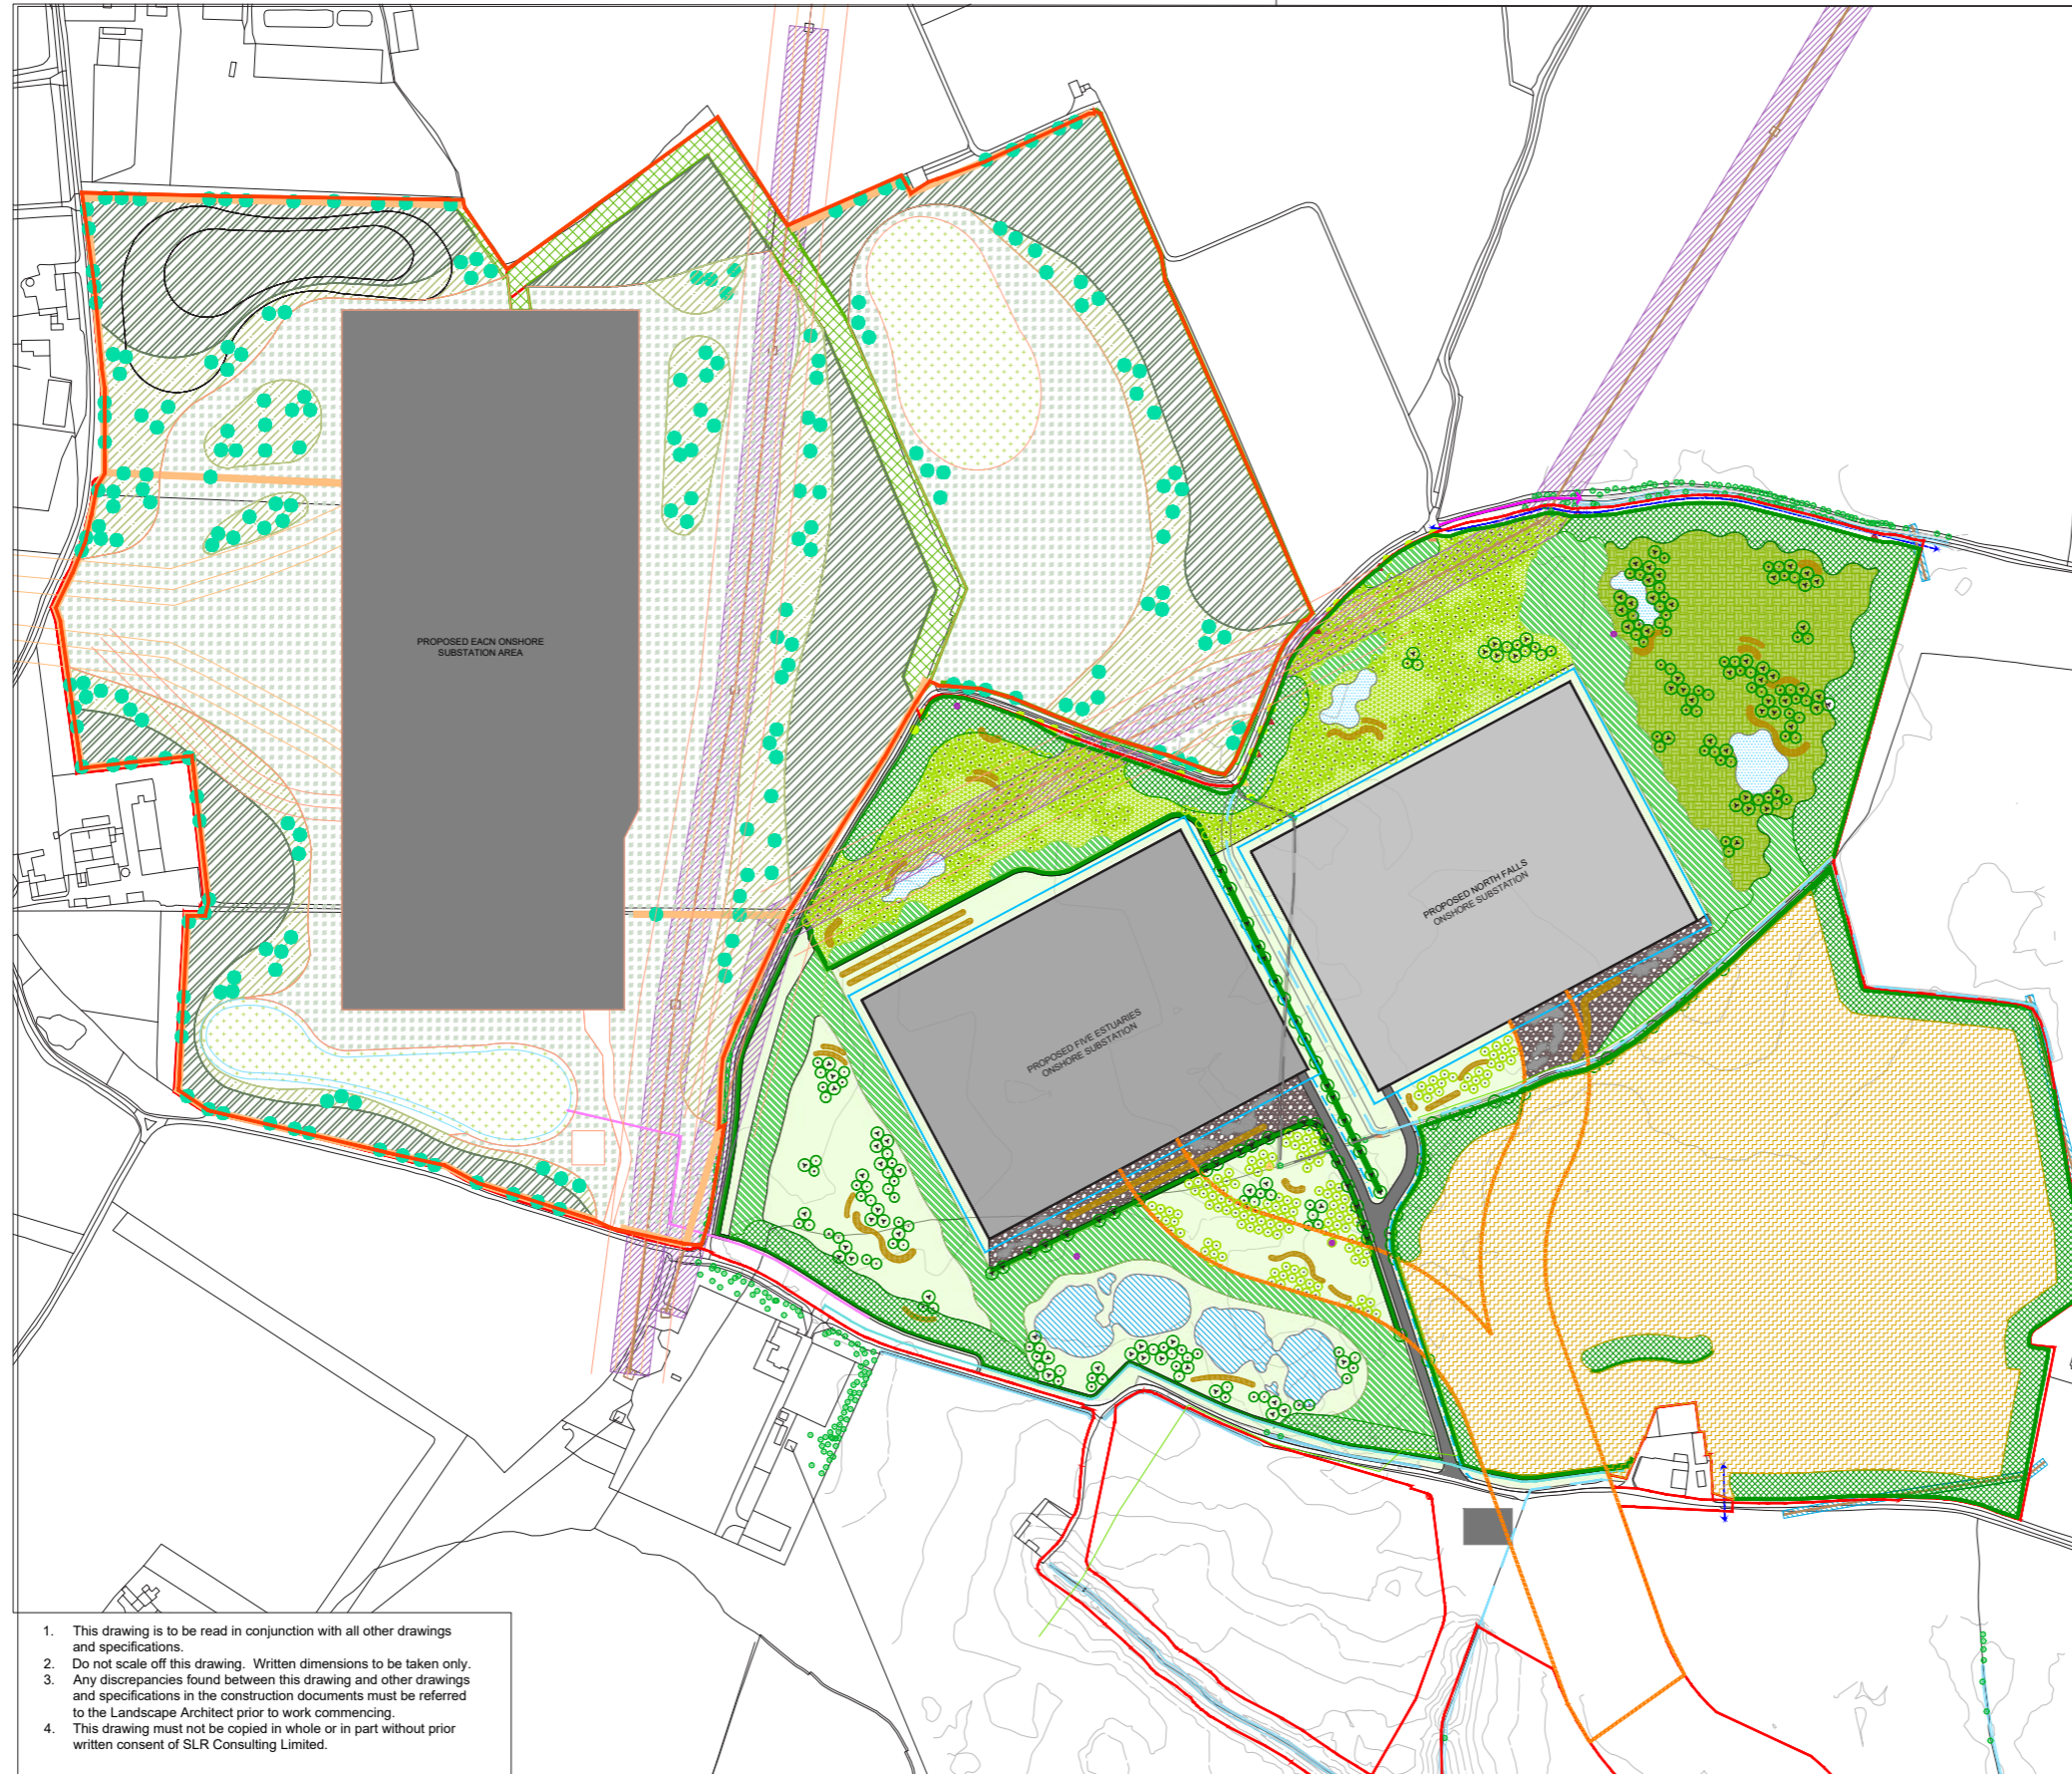 PROPOSED EACN ONSHORE
SUBSTATION AREA
PROPOSED NORTH FALLS
ONSHORE SUBSTATION
PROPOSED FIVE ESTUARIES
ONSHORE SUBSTATION
1. This drawing is to be read in conjunction with all other drawings
and specifications.
2. Do not scale off this drawing. Written dimensions to be taken only.
3. Any discrepancies found between this drawing and other drawings
and specifications in the construction documents must be referred
to the Landscape Architect prior to work commencing.
4. This drawing must not be copied in whole or in part without prior
written consent of SLR Consulting Limited.